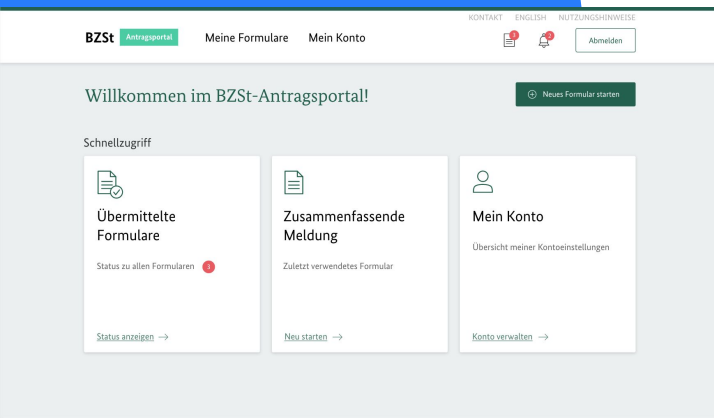 KONTAKT ENGLISH NUTZUNGSHINWEISE
BZSt Antragsportal Meine Formulare Mein Konto 3 2 Abmelden
Willkommen im BZSt-Antragsportal! Neues Formular starten
Schnellzugriff
Übermittelte
Formulare
Status zu allen Formularen 3
Status anzeigen
Zusammenfassende
Meldung
Zuletzt verwendetes Formular
Neu starten
Mein Konto
Übersicht meiner Kontoeinstellungen
Konto verwalten